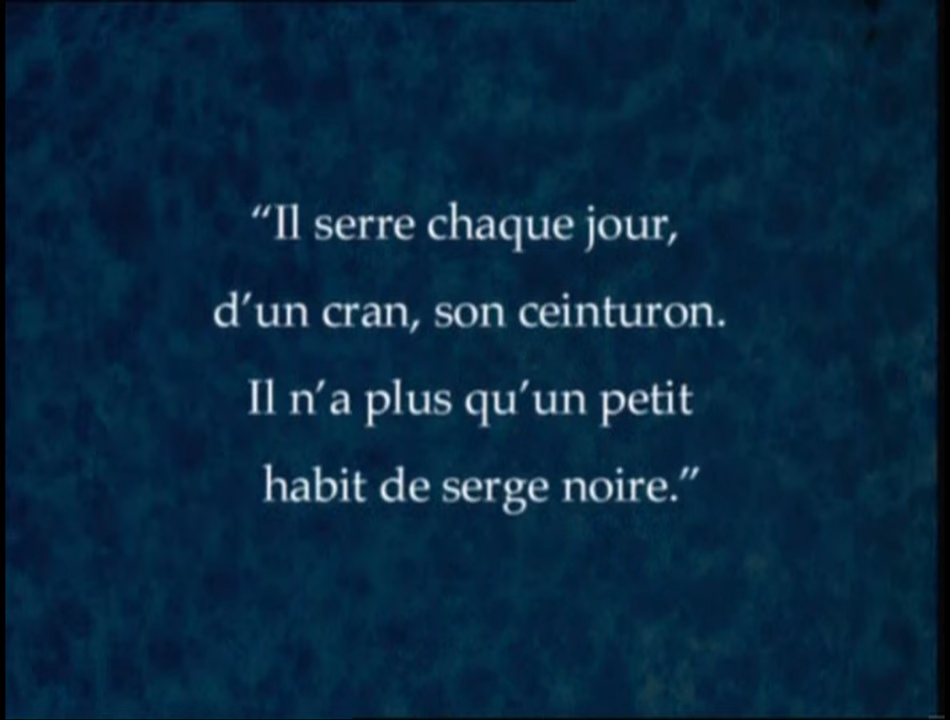 “Il serre chaque jour,
d’un cran, son ceinturon.
Il n’a plus qu’un petit
habit de serge noire.”